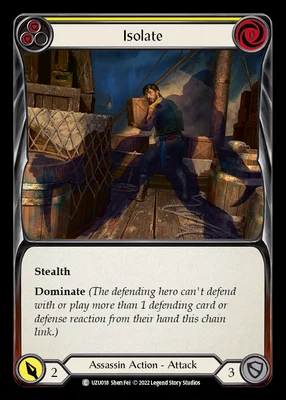 Isolate
Stealth
Dominate (The defending hero can't defend
with or play more than 1 defending card or
defense reaction from their hand this chain
link.)
2
Assassin Action - Attack
3
C UZU018 Shen Fei © 2022 Legend Story Studios